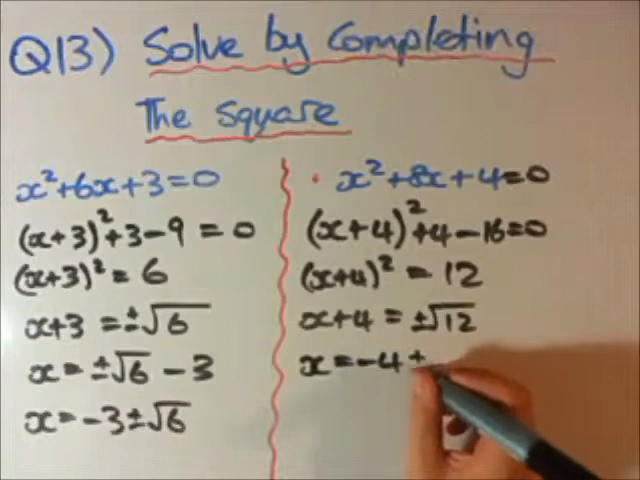 Q13) Solve by Completing
The Square
x²+6x+3=0
(x+3)²+3-9=0
(x+3)²=6
x+3=±√6
x=±√6-3
x=-3±√6
x²+8x+4=0
(x+4)²+4-16=0
(x+4)²=12
x+4=±√12
x=-4+